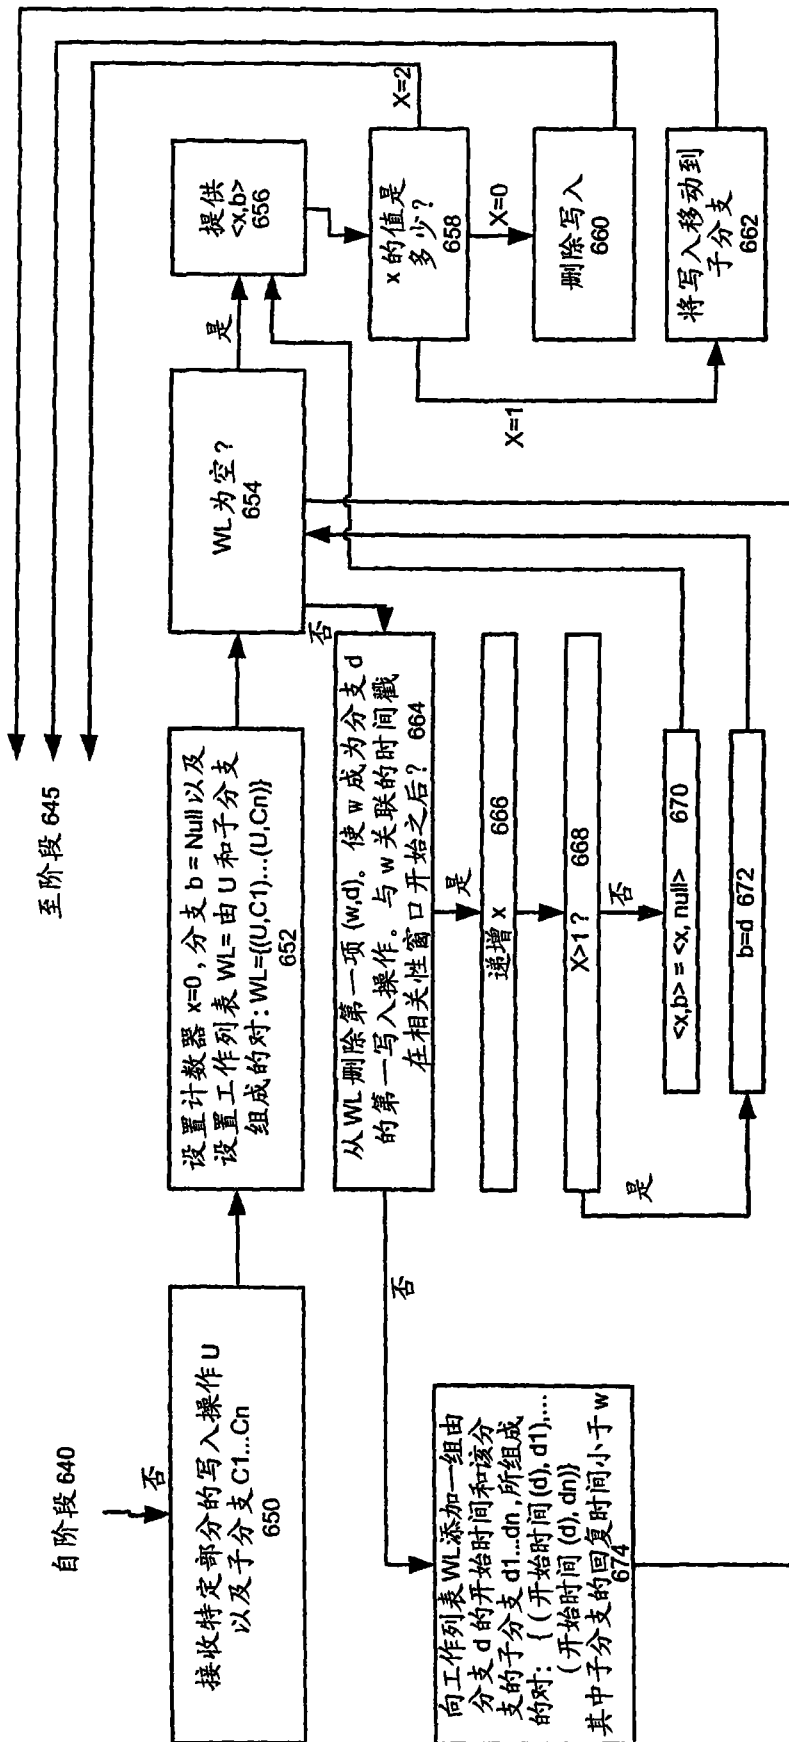 自阶段 640
否
接收特定部分的写入操作 U
以及子分支 C1...Cn
650
设置计数器 x=0 , 分支 b = Null 以及
设置工作列表 WL= 由 U 和子分支
组成的对: WL={(U,C1)...(U,Cn)}
652
WL 为空?
654
是
提供
<x,b>
656
x 的值是
多少?
658
X=2
X=0
X=1
删除写入
660
将写入移动到
子分支
662
至阶段 645
否
从 WL 删除第一项 (w,d)。使 w 成为分支 d
的第一写入操作。与 w 关联的时间戳
在相关性窗口开始之后? 664
是
递增 x 666
X>1? 668
否
<x,b> = <x, null> 670
是
b=d 672
否
向工作列表 WL 添加一组由
分支 d 的开始时间和该分
支的子分支 d1...dn ,所组成
的对: { (开始时间 (d), d1),...
(开始时间 (d), dn)}
其中子分支的回复时间小于 w
674